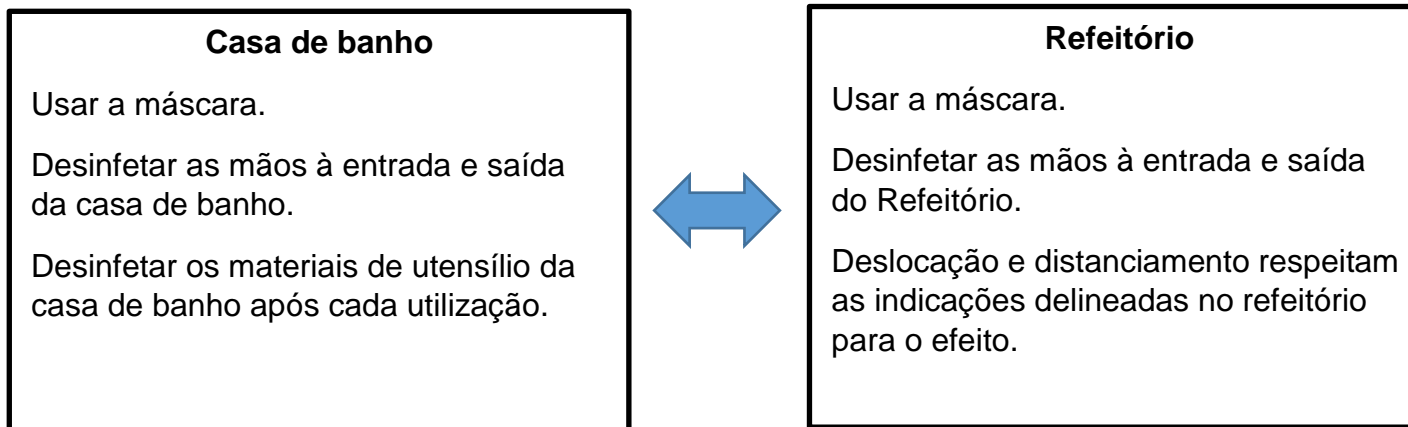 Casa de banho
Usar a máscara.
Desinfetar as mãos à entrada e saída
da casa de banho.
Desinfetar os materiais de utensílio da
casa de banho após cada utilização.
Refeitório
Usar a máscara.
Desinfetar as mãos à entrada e saída
do Refeitório.
Deslocação e distanciamento respeitam
as indicações delineadas no refeitório
para o efeito.